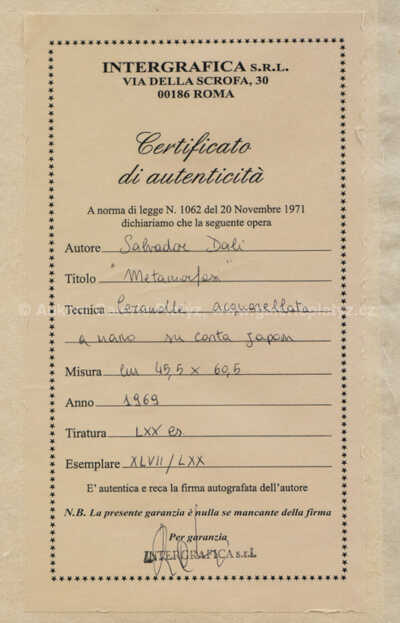 INTERGRAFICA S.R.L.
VIA DELLA SCROFA, 30
00186 ROMA
Certificato
di autenticità
A norma di legge N. 1062 del 20 Novembre 1971
dichiariamo che la seguente opera
Autore Salvador Dali
Titolo "Metamorfosi"
Tecnica acquarellata
a mano su carta Japon
Misura cm 45,5 x 60,5
Anno 1969
Tiratura LXX es
Esemplare XLVII/LXX
E' autentica e reca la firma autografata dell'autore
N.B. La presente garanzia è nulla se mancante della firma
Per garanzia
INTERGRAFICA s.r.l.